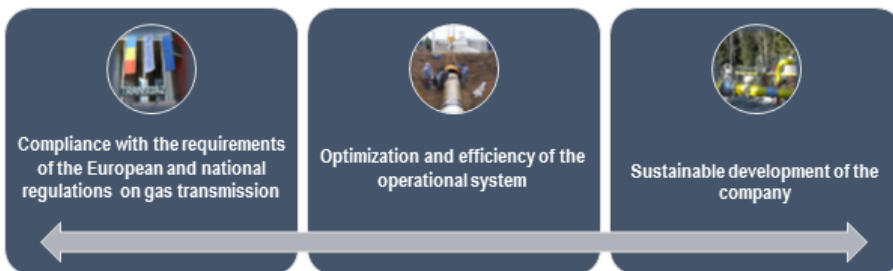 TRANSGAZ
Compliance with the requirements
of the European and national
regulations on gas transmission
Optimization and efficiency of the
operational system
Sustainable development of the
company